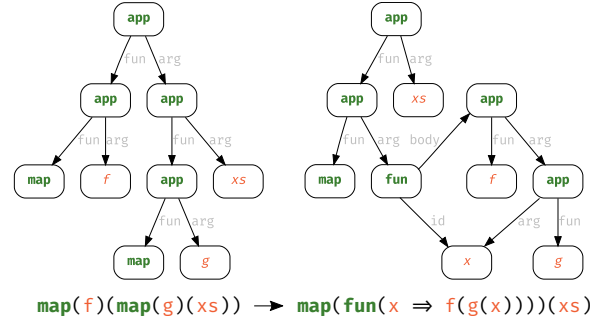 app app
fun arg fun arg
app app app xs app
fun arg fun arg fun arg body fun arg
map f app xs map fun f app
fun arg id arg fun
map g x g
map(f)(map(g)(xs)) → map(fun(x ⇒ f(g(x))))(xs)